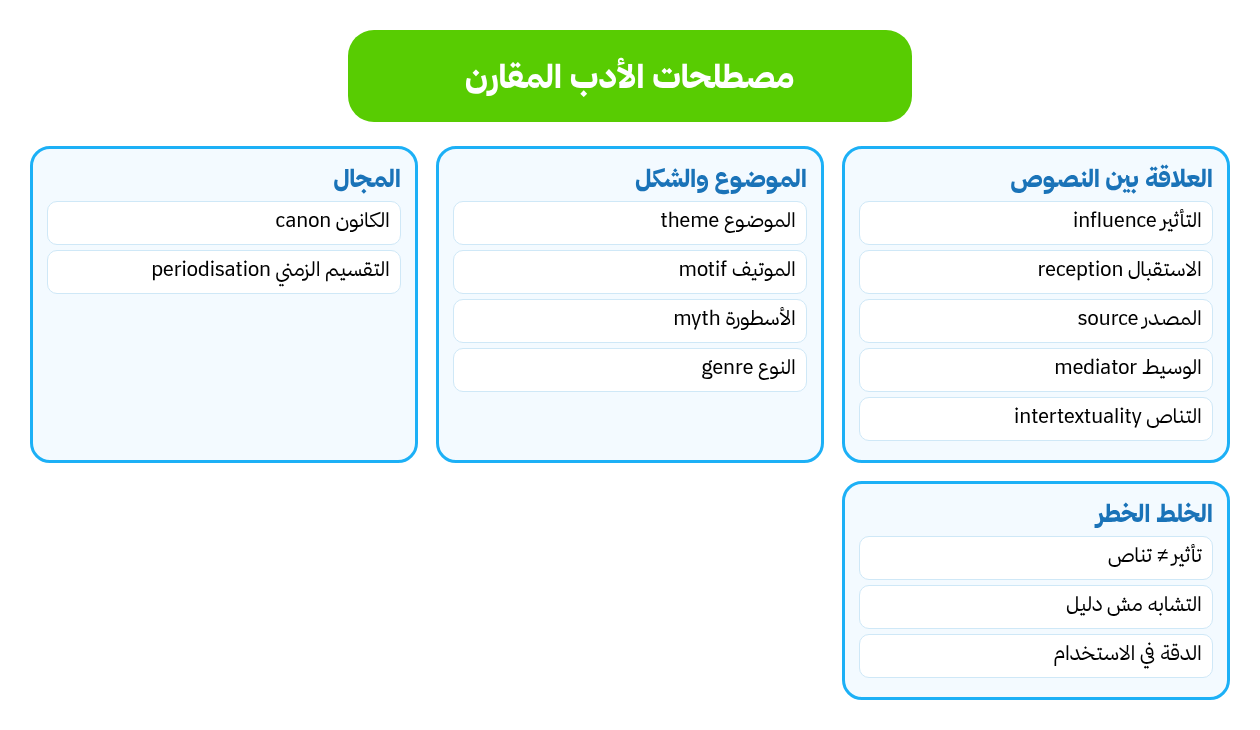 مصطلحات الأدب المقارن
العلاقة بين النصوص
التأثير influence
الاستقبال reception
المصدر source
الوسيط mediator
التناص intertextuality
الموضوع والشكل
الموضوع theme
الموتيف motif
الأسطورة myth
النوع genre
المجال
الكانون canon
التقسيم الزمني periodisation
الخلط الخطر
تأثير ≠ تناص
التشابه مش دليل
الدقة في الاستخدام